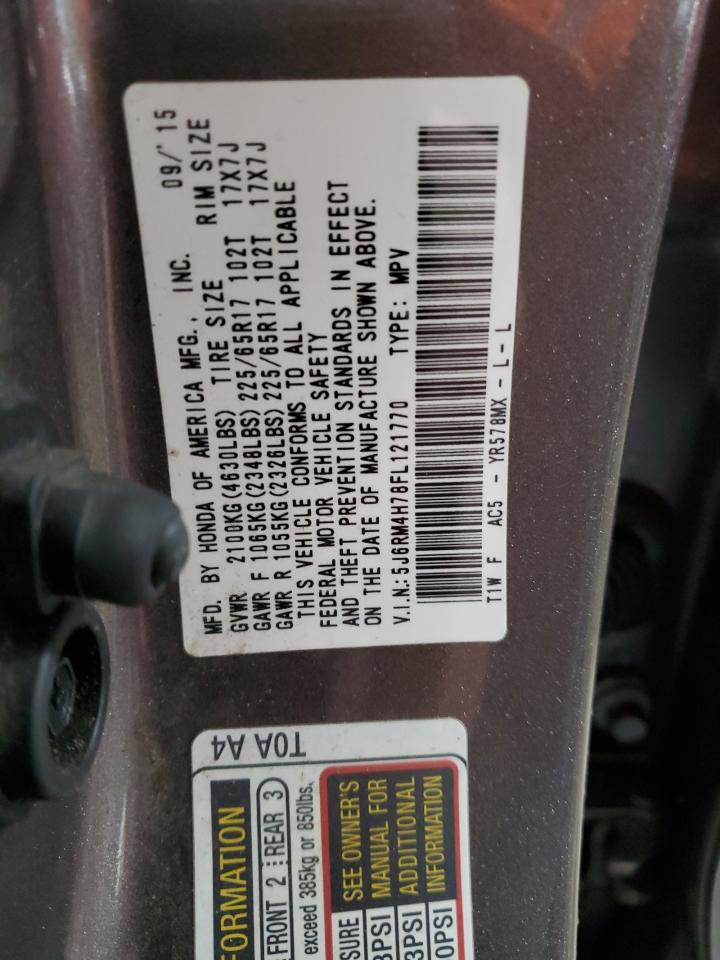 MFD. BY HONDA OF AMERICA MFG., INC. 09/'15
GVWR 2100KG(4630LBS) TIRE SIZE RIM SIZE
GAWR F 1065KG(2348LBS) 225/65R17 102T 17X7J
GAWR R 1055KG(2326LBS) 225/65R17 102T 17X7J
THIS VEHICLE CONFORMS TO ALL APPLICABLE
FEDERAL MOTOR VEHICLE SAFETY
AND THEFT PREVENTION STANDARDS IN EFFECT
ON THE DATE OF MANUFACTURE SHOWN ABOVE.
V.I.N.:5J6RM4H78FL121770 TYPE: MPV
T1W F AC5 - YR578MX - L - L
T0A A4
FORMATION
FRONT 2 REAR 3
exceed 385kg or 850lbs.
SURE
3PSI
3PSI
0PSI
SEE OWNER'S
MANUAL FOR
ADDITIONAL
INFORMATION